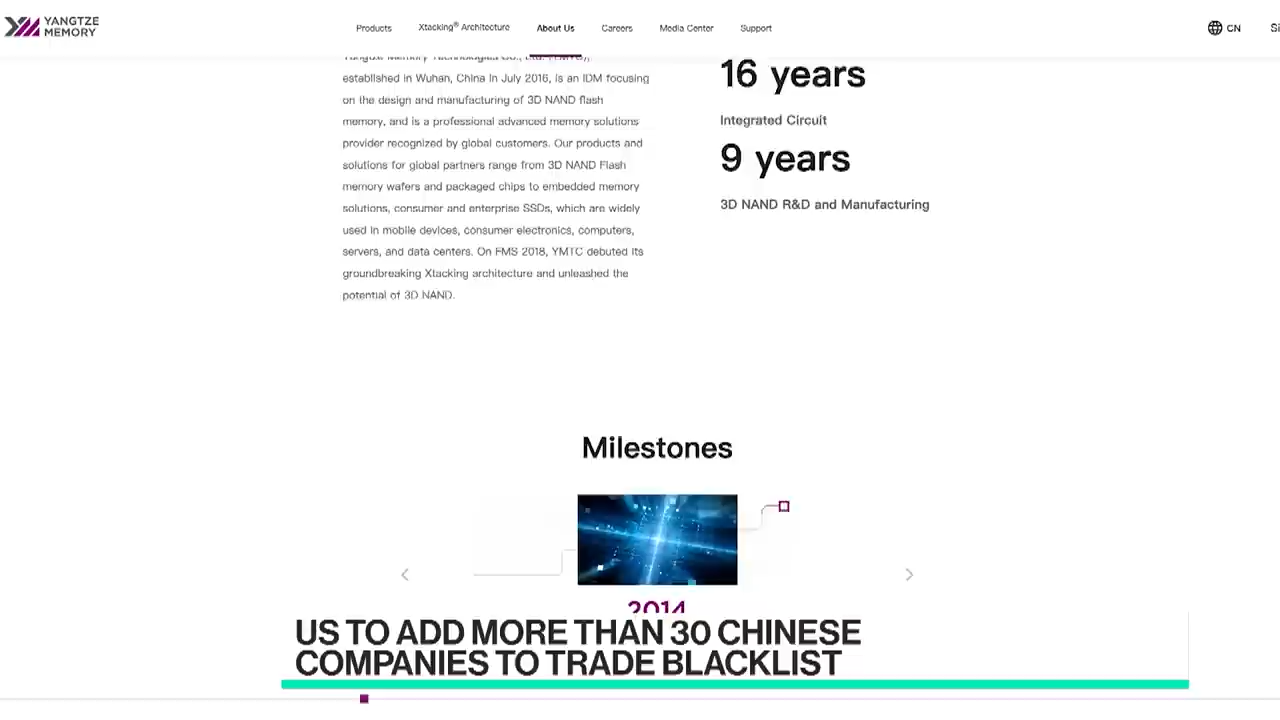 YANGTZE
MEMORY
Products
Xtacking® Architecture
About Us
Careers
Media Center
Support
CN
established in Wuhan, China in July 2016, is an IDM focusing
on the design and manufacturing of 3D NAND flash
memory, and is a professional advanced memory solutions
provider recognized by global customers. Our products and
solutions for global partners range from 3D NAND Flash
memory wafers and packaged chips to embedded memory
solutions, consumer and enterprise SSDs, which are widely
used in mobile devices, consumer electronics, computers,
servers, and data centers. On FMS 2018, YMTC debuted its
groundbreaking Xtacking architecture and unleashed the
potential of 3D NAND.
16 years
Integrated Circuit
9 years
3D NAND R&D and Manufacturing
Milestones
2014
US TO ADD MORE THAN 30 CHINESE
COMPANIES TO TRADE BLACKLIST